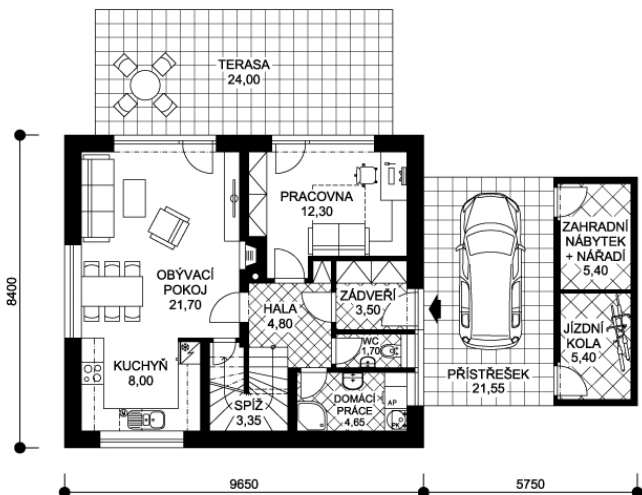 TERASA
24,00
PRACOVNA
12,30
OBÝVACÍ
POKOJ
21,70
HALA
4,80
ZÁDVEŘÍ
3,50
ZAHRADNÍ
NÁBYTEK
+ NÁŘADÍ
5,40
WC
1,70
JÍZDNÍ
KOLA
5,40
KUCHYŇ
8,00
PŘÍSTŘEŠEK
21,55
SPÍŽ
3,35
DOMÁCÍ
PRÁCE
4,65
AP
PK
8400
9650
5750